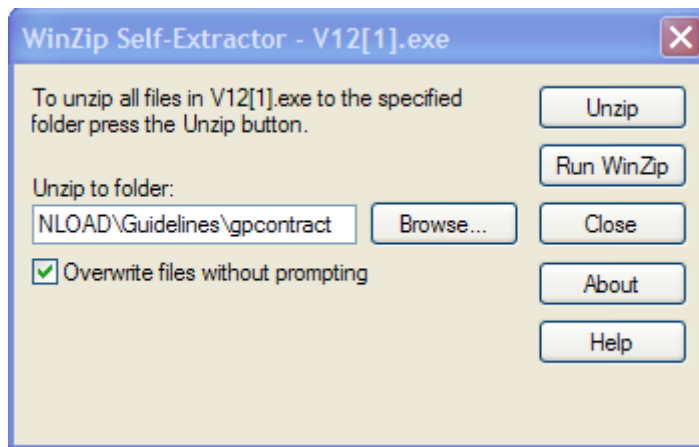 WinZip Self-Extractor - V12[1].exe
To unzip all files in V12[1].exe to the specified
folder press the Unzip button.
Unzip
Run WinZip
Unzip to folder:
NLOAD\Guidelines\gpcontract
Browse...
Close
Overwrite files without prompting
About
Help